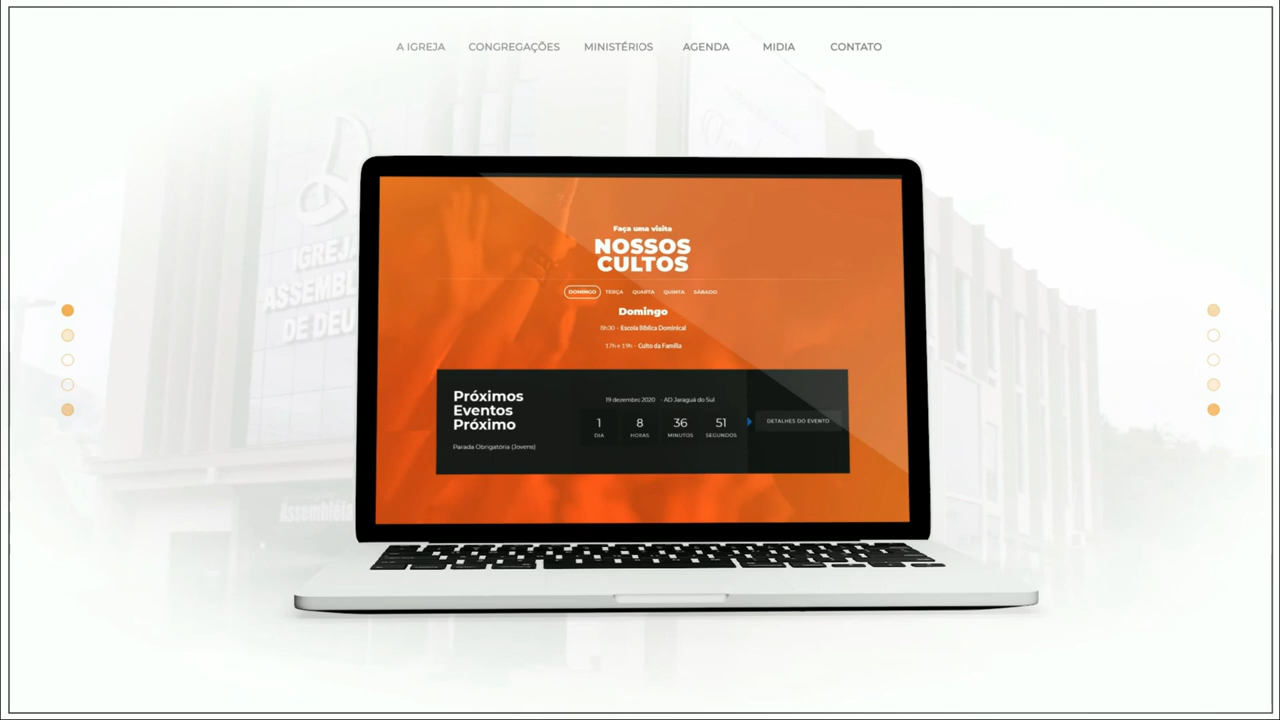 A IGREJA CONGREGAÇÕES MINISTÉRIOS AGENDA MIDIA CONTATO
IGREJA
ASSEMBL
DE DEU
Assembléia
Faça uma visita
NOSSOS
CULTOS
DOMINGO TERÇA QUARTA QUINTA SÁBADO
Domingo
8h30 - Escola Bíblica Dominical
17h e 19h - Culto da Família
Próximos
Eventos
Próximo
Parada Obrigatória (Jovens)
19 dezembro 2020 - AD Jaraguá do Sul
1 8 36 51
DIA HORAS MINUTOS SEGUNDOS
DETALHES DO EVENTO